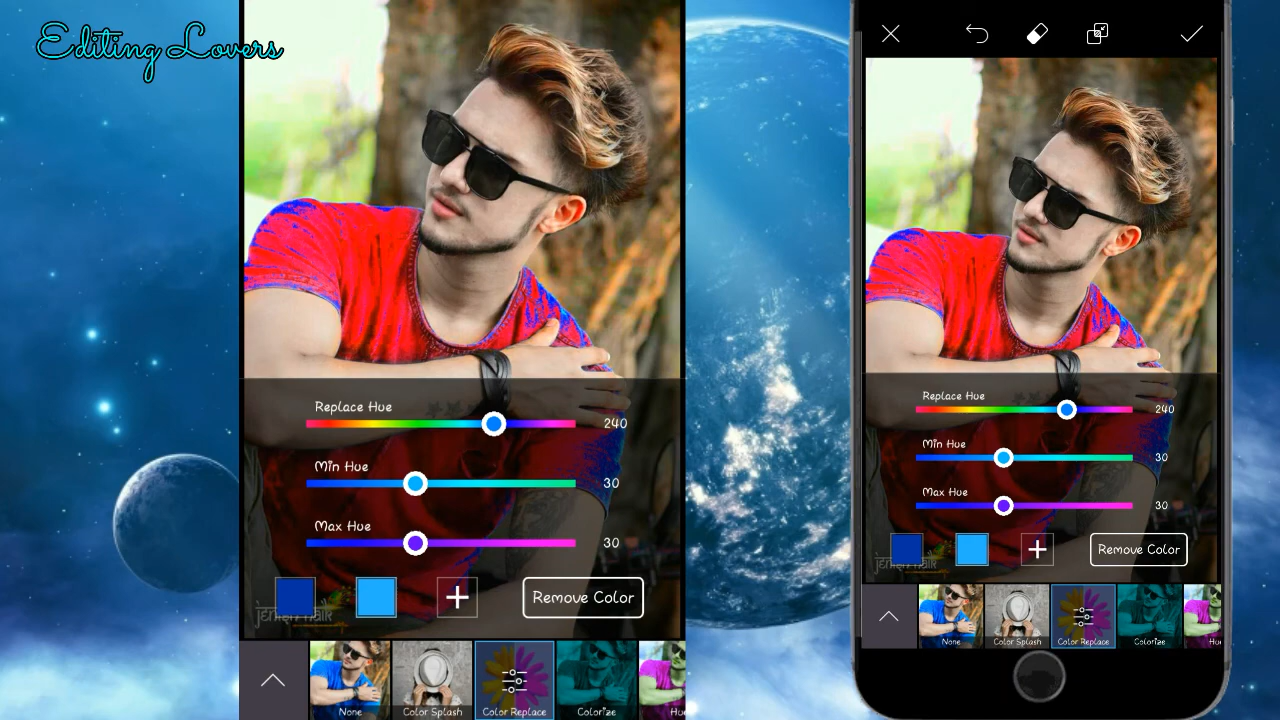 Editing Lovers
Replace Hue
240
Min Hue
30
Max Hue
30
Remove Color
None
Color Splash
Color Replace
Colorize
Hu
Replace Hue
240
Min Hue
30
Max Hue
30
Remove Color
None
Color Splash
Color Replace
Colorize
Hu